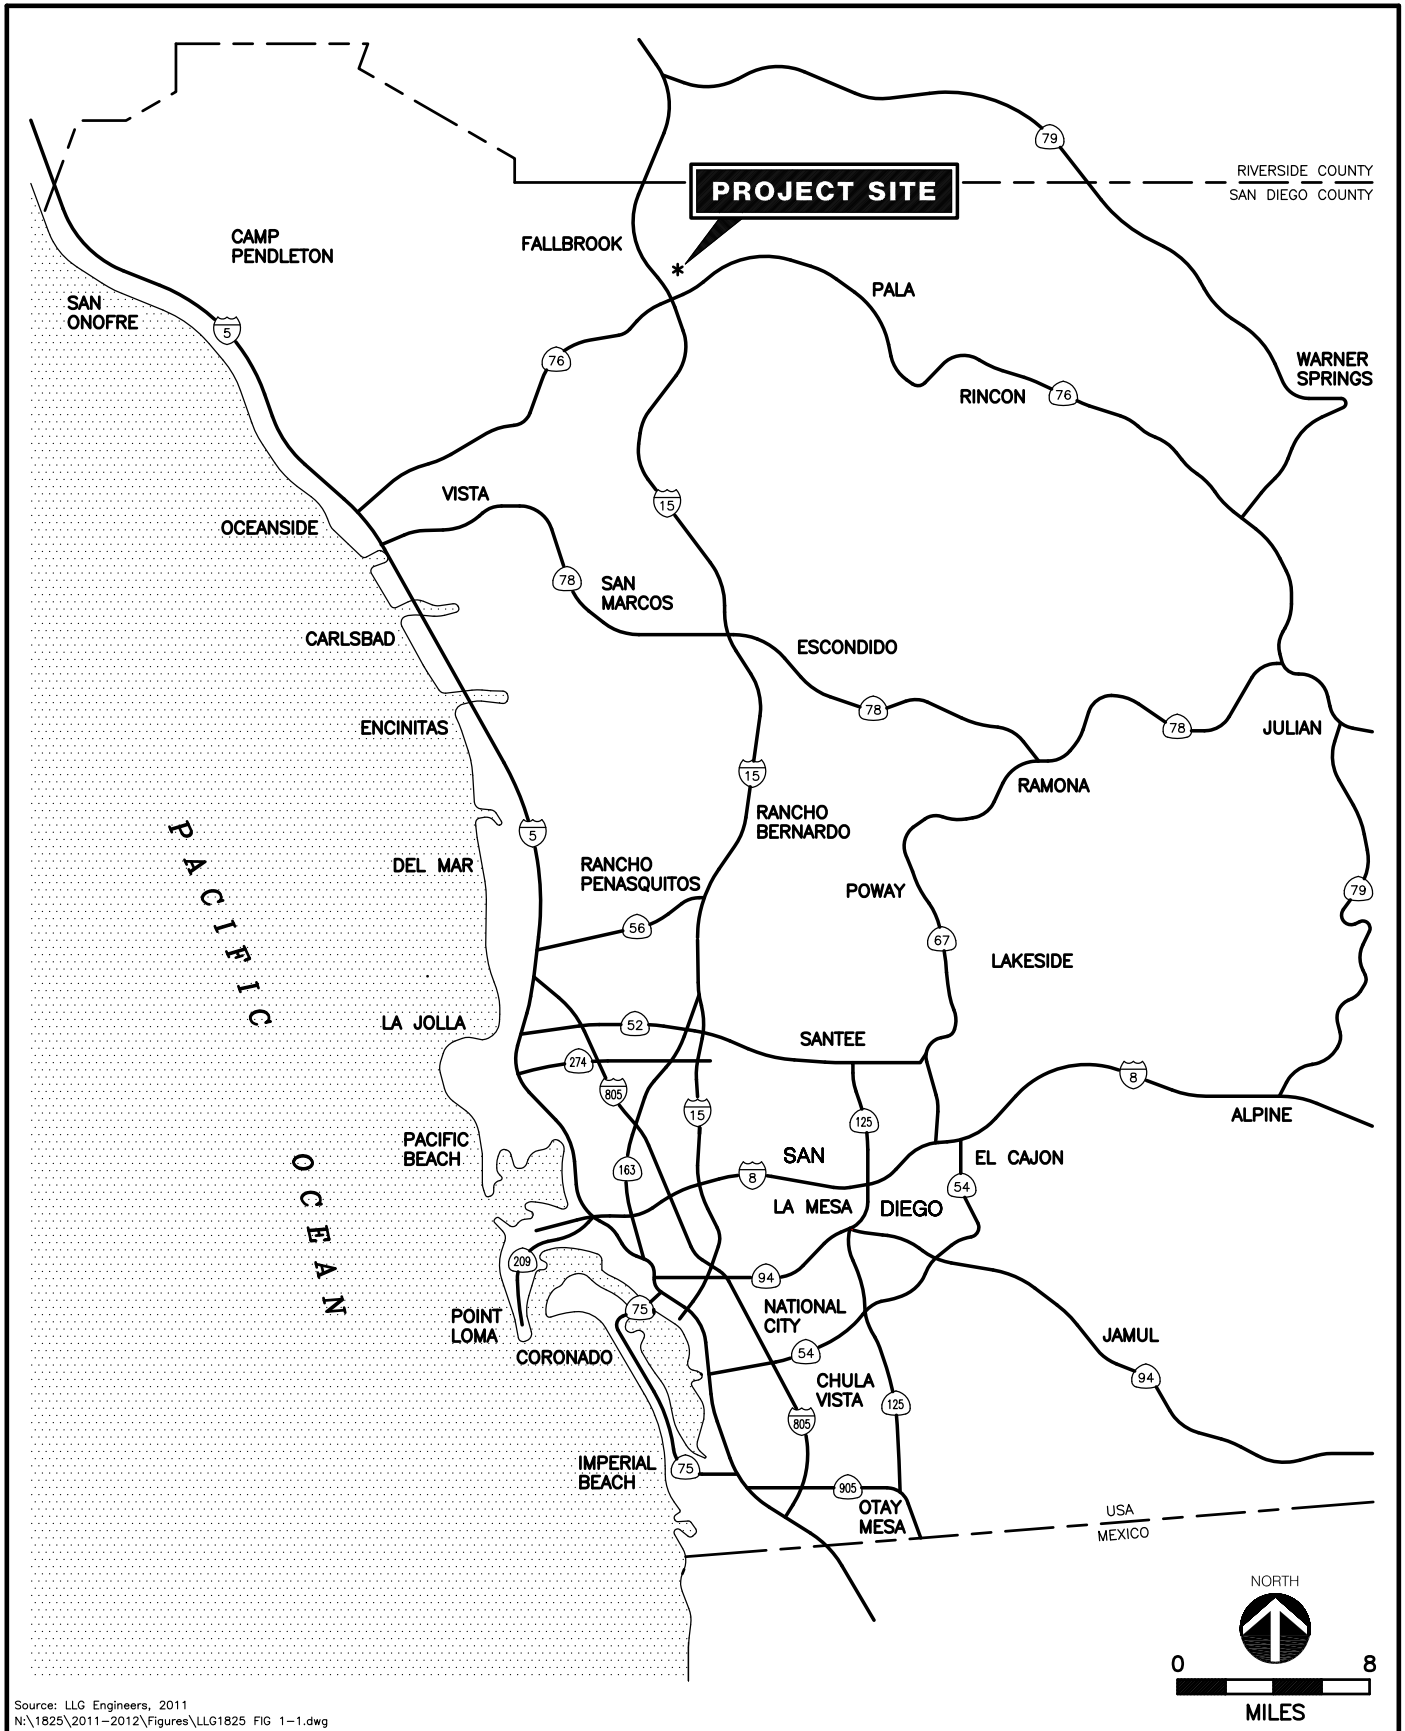 79
RIVERSIDE COUNTY
PROJECT SITE
SAN DIEGO COUNTY
CAMP
PENDLETON
FALLBROOK
PALA
SAN
ONOFRE
5
76
WARNER
SPRINGS
RINCON
76
VISTA
15
OCEANSIDE
78
SAN
MARCOS
CARLSBAD
ESCONDIDO
78
ENCINITAS
78
JULIAN
15
RAMONA
RANCHO
BERNARDO
5
DEL MAR
RANCHO
PENASQUITOS
POWAY
79
56
67
LAKESIDE
PACIFIC
LA JOLLA
52
SANTEE
274
805
8
15
125
ALPINE
PACIFIC
BEACH
163
SAN
EL CAJON
8
54
LA MESA
DIEGO
OCEAN
209
94
POINT
LOMA
75
NATIONAL
CITY
JAMUL
CORONADO
54
94
CHULA
VISTA
125
805
IMPERIAL
BEACH
75
905
OTAY
MESA
USA
MEXICO
NORTH
0 8
MILES
Source: LLG Engineers, 2011
N:\1825\2011-2012\Figures\LLG1825 FIG 1-1.dwg